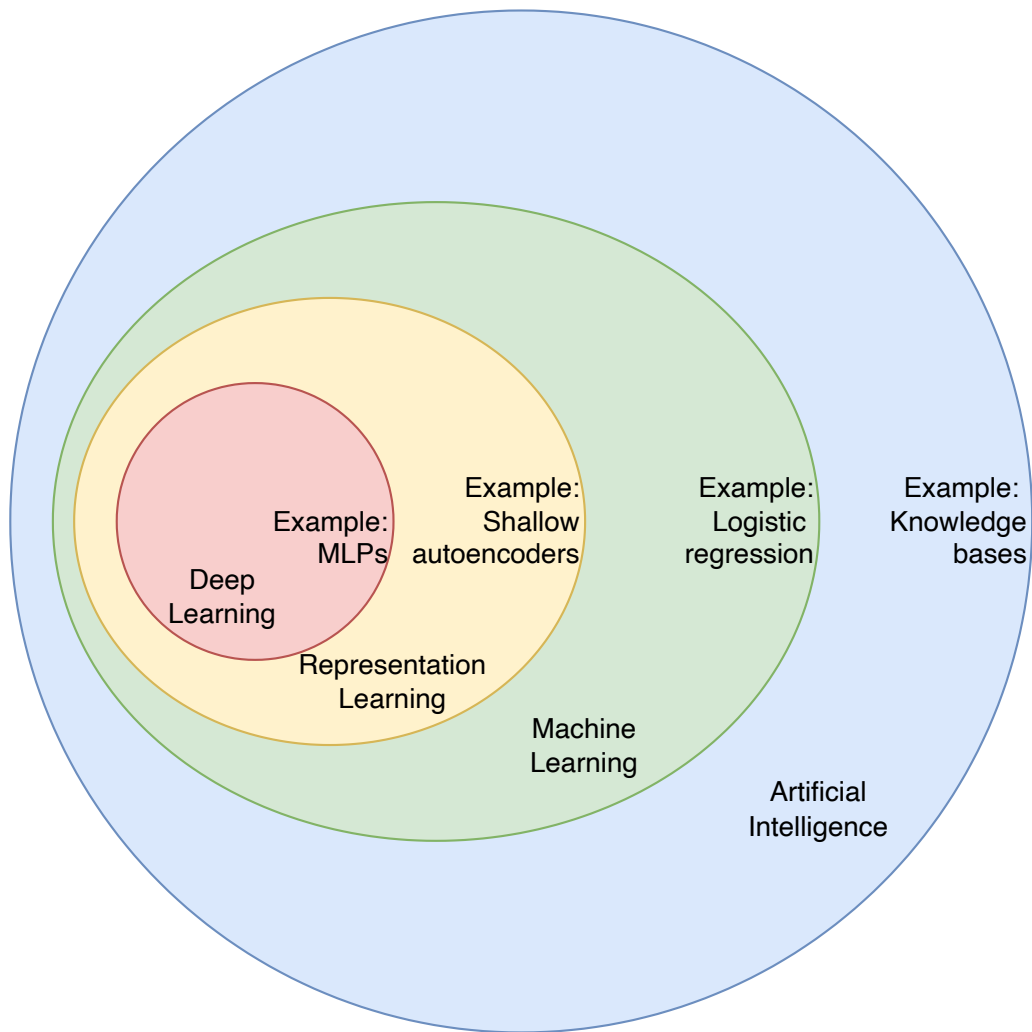 Example:
MLPs
Deep
Learning
Example:
Shallow
autoencoders
Representation
Learning
Example:
Logistic
regression
Machine
Learning
Example:
Knowledge
bases
Artificial
Intelligence